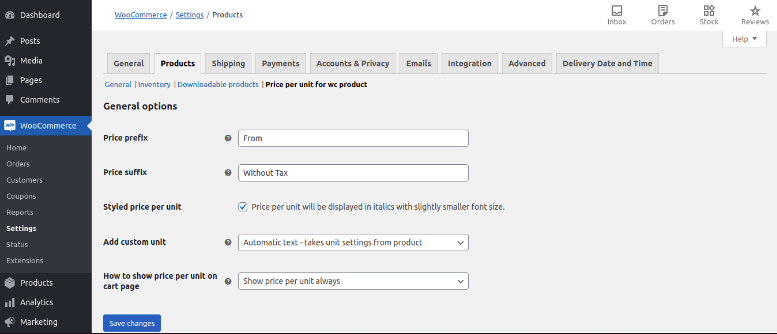 Dashboard
Posts
Media
Pages
Comments
WooCommerce
Home
Orders
Customers
Coupons
Reports
Settings
Status
Extensions
Products
Analytics
Marketing
WooCommerce / Settings / Products
Inbox Orders Stock Reviews
Help
General Products Shipping Payments Accounts & Privacy Emails Integration Advanced Delivery Date and Time
General | Inventory | Downloadable products | Price per unit for wc product
General options
Price prefix ? From
Price suffix ? Without Tax
Styled price per unit Price per unit will be displayed in italics with slightly smaller font size.
Add custom unit ? Automatic text - takes unit settings from product
How to show price per unit on
cart page ? Show price per unit always
Save changes